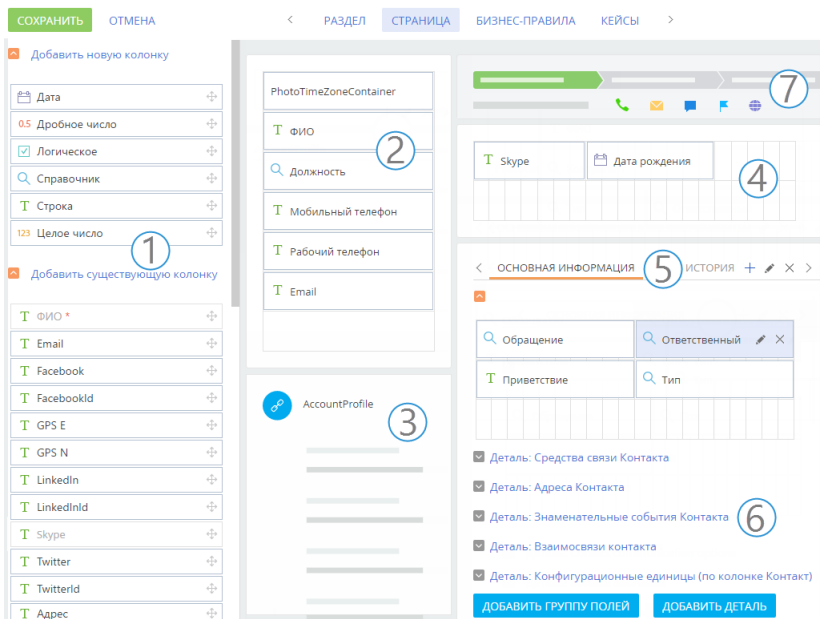 СОХРАНИТЬ ОТМЕНА РАЗДЕЛ СТРАНИЦА БИЗНЕС-ПРАВИЛА КЕЙСЫ
Добавить новую колонку
Дата
0.5 Дробное число
Логическое
Справочник
T Строка
123 Целое число
1
Добавить существующую колонку
T ФИО *
T Email
T Facebook
T FacebookId
T GPS E
T GPS N
T LinkedIn
T LinkedInId
T Skype
T Twitter
T TwitterId
T Адрес
PhotoTimeZoneContainer
T ФИО
2
Должность
T Мобильный телефон
T Рабочий телефон
T Email
AccountProfile
3
7
T Skype Дата рождения
4
ОСНОВНАЯ ИНФОРМАЦИЯ 5 ИСТОРИЯ
Обращение Ответственный
T Приветствие Тип
Деталь: Средства связи Контакта
Деталь: Адреса Контакта
Деталь: Знаменательные события Контакта
6
Деталь: Взаимосвязи контакта
Деталь: Конфигурационные единицы (по колонке Контакт)
ДОБАВИТЬ ГРУППУ ПОЛЕЙ ДОБАВИТЬ ДЕТАЛЬ